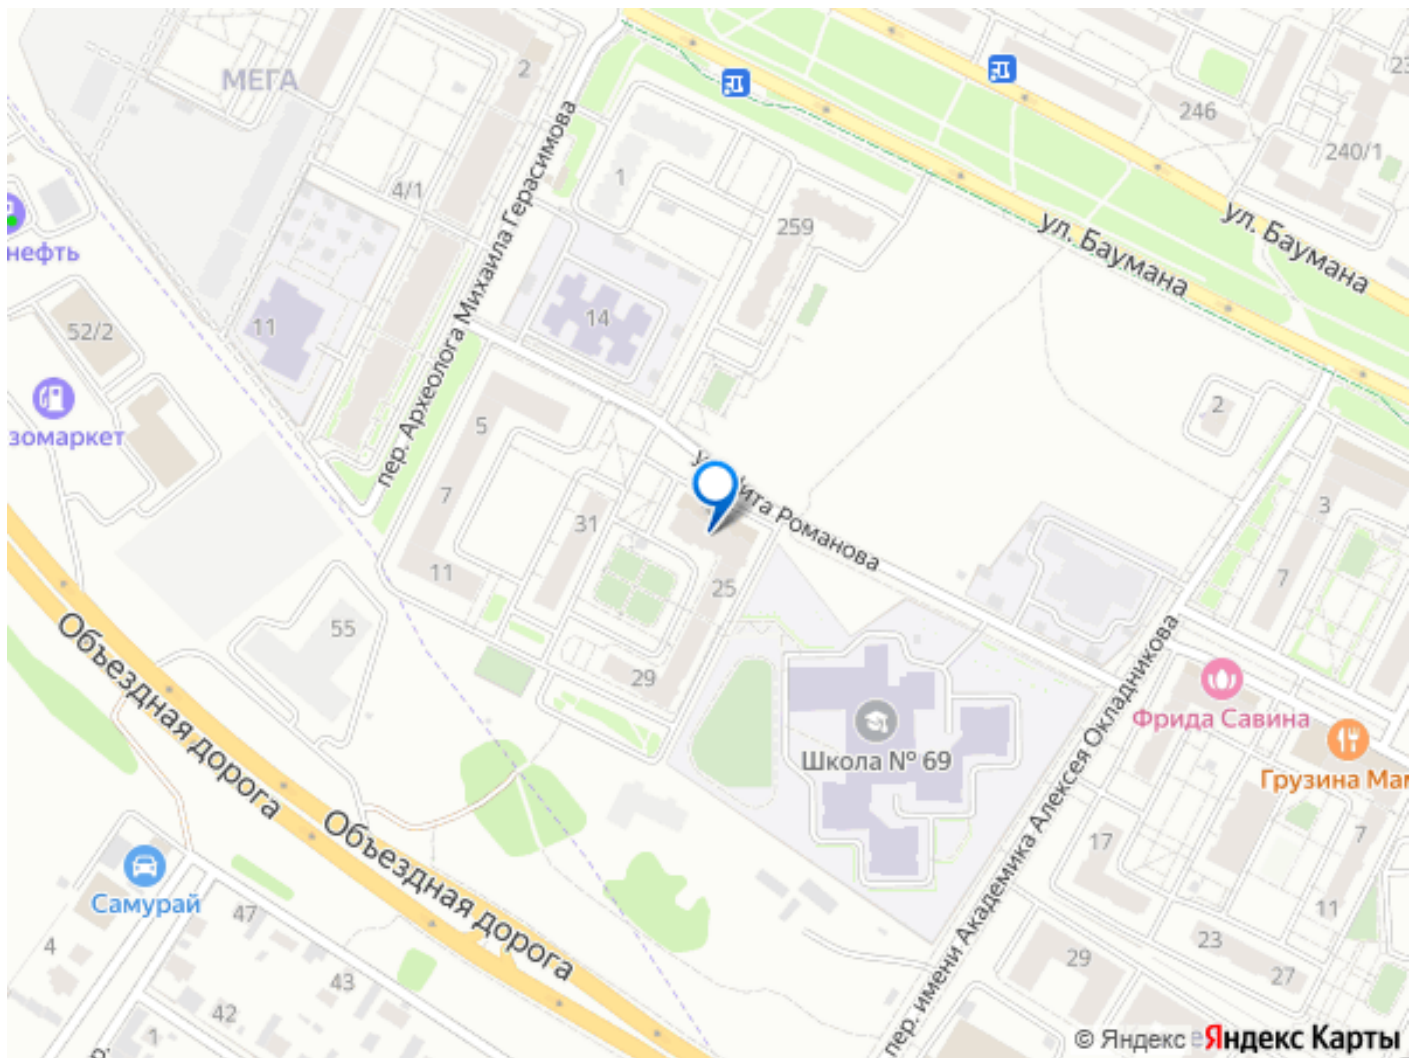 МЕГА
2
246
23
240/1
4/1
1
259
ул. Баумана
ул. Баумана
пер. Археолога Михаила Герасимова
нефть
52/2
11
14
2
зомаркет
5
7
31
11
Романова
25
3
7
55
29
Объездная дорога
Объездная дорога
Школа № 69
пер. имени Академика Алексея Окладникова
Фрида Савина
Грузина Мам
17
7
11
Самурай
47
4
43
42
1
23
27
29
© Яндекс
Яндекс Карты